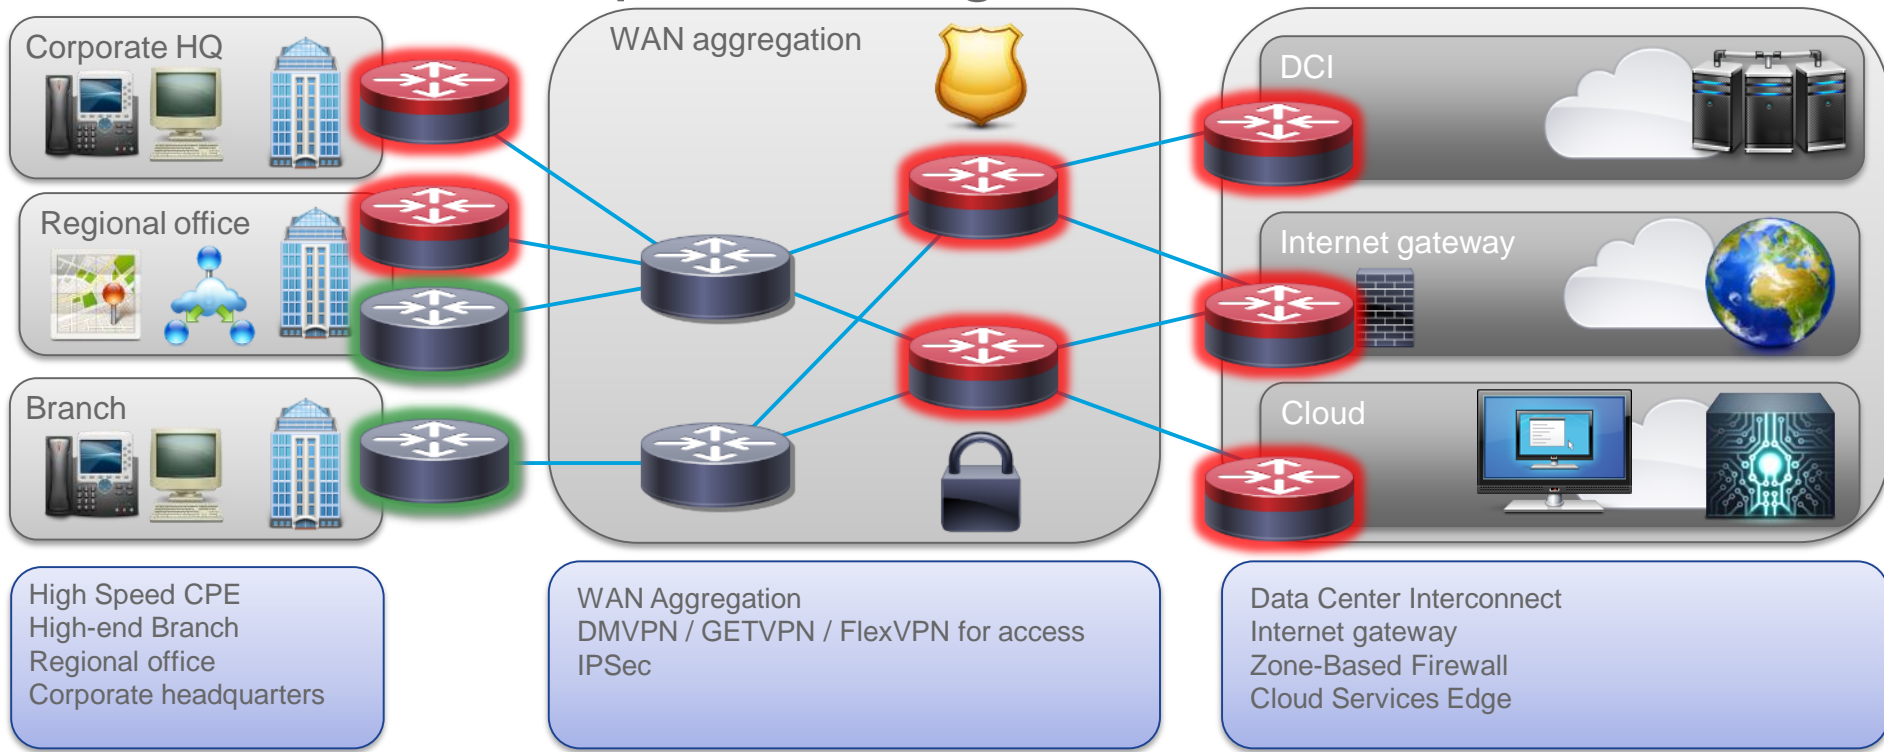 Corporate HQ
Regional office
Branch
WAN aggregation
DCI
Internet gateway
Cloud
High Speed CPE
High-end Branch
Regional office
Corporate headquarters
WAN Aggregation
DMVPN / GETVPN / FlexVPN for access
IPSec
Data Center Interconnect
Internet gateway
Zone-Based Firewall
Cloud Services Edge